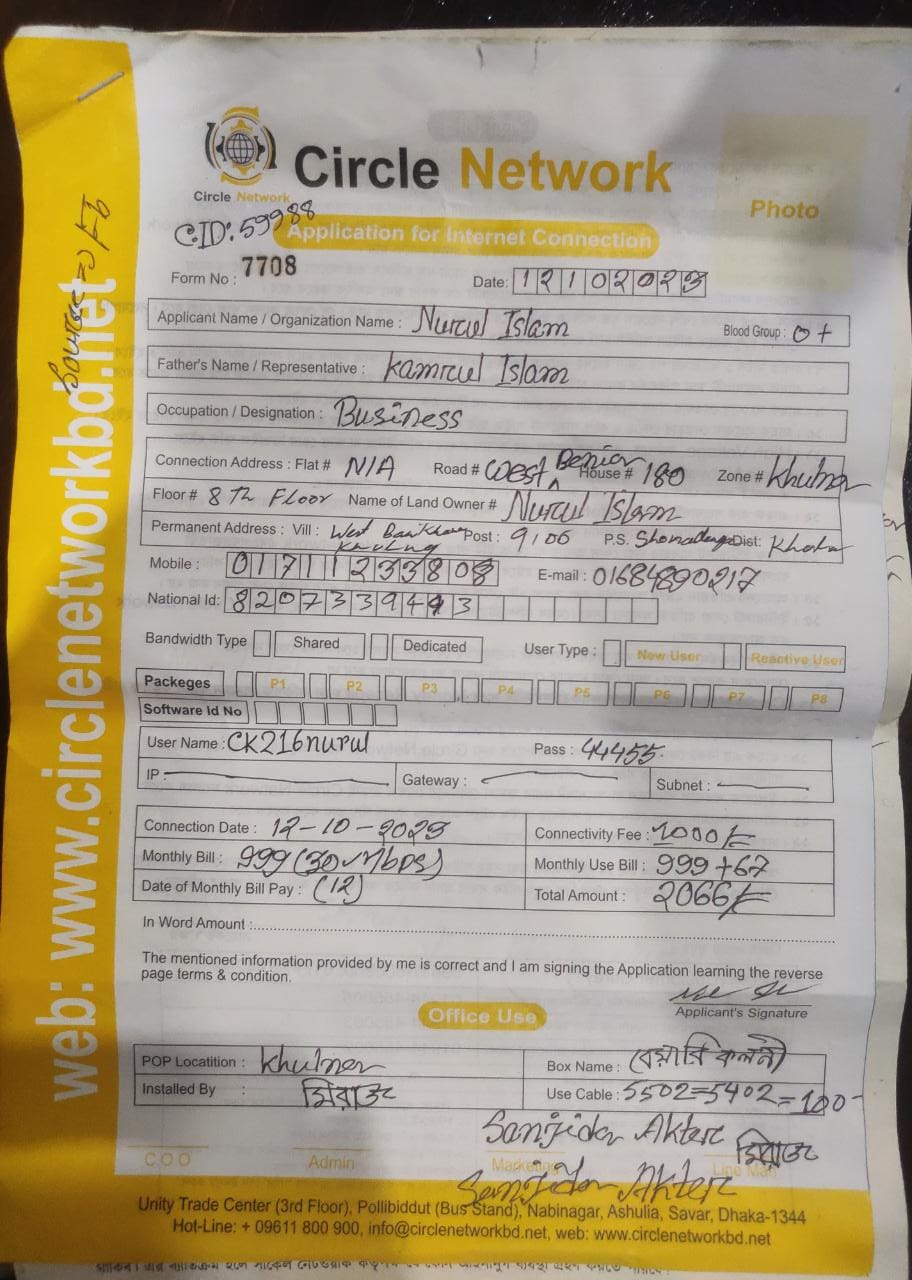 Circle Network
Circle Network
Photo
C.ID: 59988
Application for Internet Connection
Form No : 7708
Date: 12102023
Applicant Name / Organization Name : Nurul Islam Blood Group : O+
Father's Name / Representative : Kamrul Islam
Occupation / Designation : Business
Connection Address : Flat # N/A Road # West House # 180 Zone # Khulna
Floor # 8Th Floor Name of Land Owner # Nurul Islam
Permanent Address : Vill : West Khulna Post : 9100 P.S. Dist:
Mobile : 01711233808
E-mail : 01684890217
National Id: 8207339493
Bandwidth Type Shared Dedicated User Type : New User Reactive User
Packeges P1 P2 P3 P4 P5 P6 P7 P8
Software Id No
User Name : CK216nurul Pass : 44455
IP : Gateway : Subnet :
Connection Date : 12-10-2023 Connectivity Fee : 1000/=
Monthly Bill : 999 (30 Mbps) Monthly Use Bill : 999+67
Date of Monthly Bill Pay : (12) Total Amount : 2066/=
In Word Amount :
The mentioned information provided by me is correct and I am signing the Application learning the reverse
page terms & condition.
Applicant's Signature
Office Use
POP Locatition : Khulna Box Name :
Installed By : মিরাজ Use Cable : 5502=5402=100
Sanjida Akter মিরাজ
C.O.O Admin Marketing Line Man
Sanjida Akter
Unity Trade Center (3rd Floor), Pollibiddut (Bus Stand), Nabinagar, Ashulia, Savar, Dhaka-1344
Hot-Line: + 09611 800 900, info@circlenetworkbd.net, web: www.circlenetworkbd.net
web: www.circlenetworkbd.net